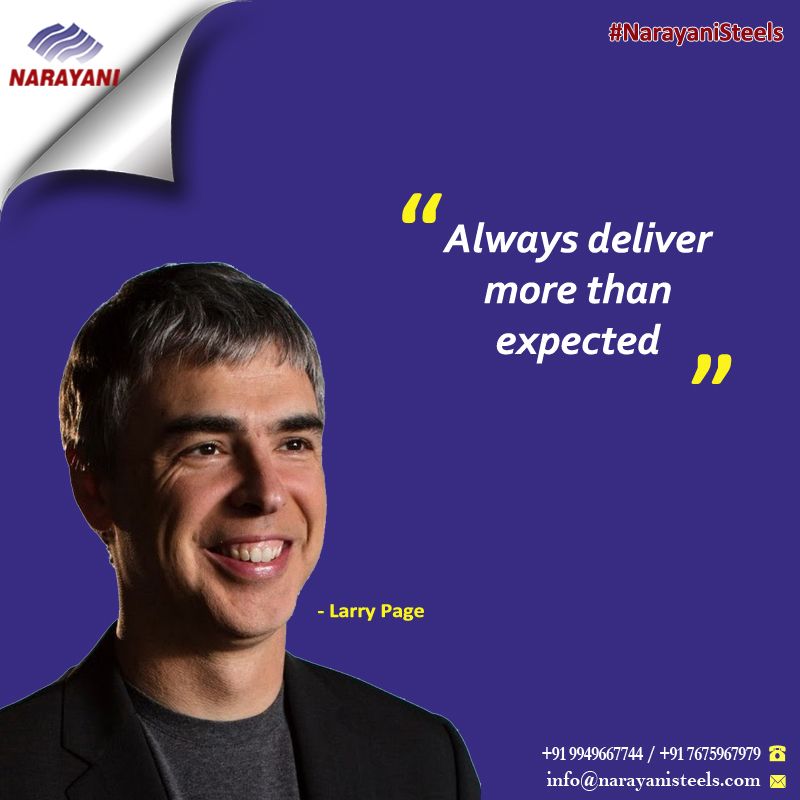 NARAYANI
#NarayaniSteels
“Always deliver
more than
expected”
- Larry Page
+91 9949667744 / +91 7675967979
info@narayanisteels.com